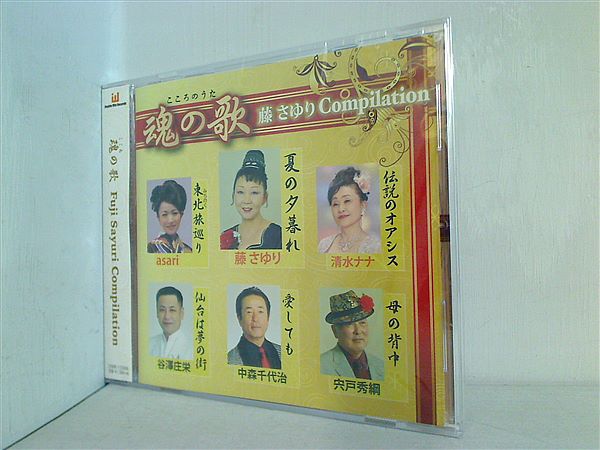 こころのうた
魂の歌 藤 さゆり Compilation
東北旅巡り
asari
夏の夕暮れ
藤 さゆり
伝説のオアシス
清水ナナ
仙台は夢の街
谷澤庄栄
愛しても
中森千代治
母の背中
宍戸秀綱
魂の歌 Fuji Sayuri Compilation